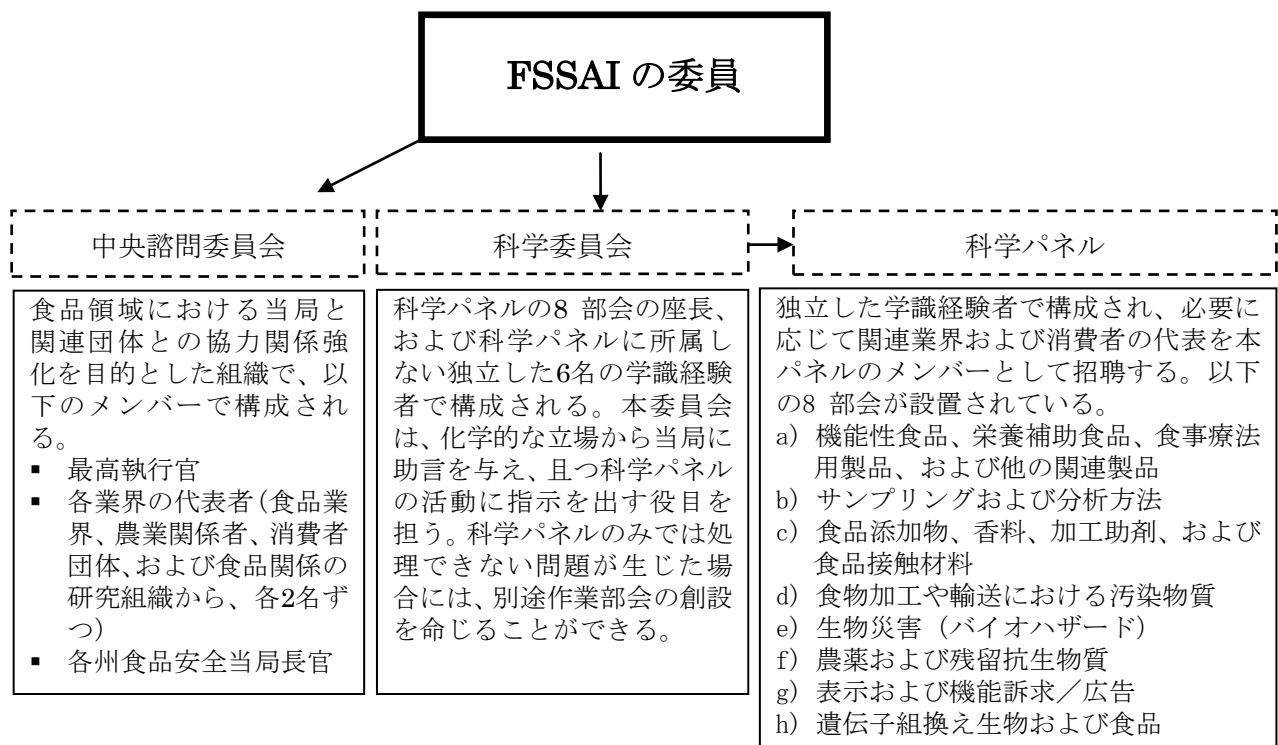 FSSAI の委員
中央諮問委員会
食品領域における当局と
関連団体との協力関係強
化を目的とした組織で、以
下のメンバーで構成され
る。
▪ 最高執行官
▪ 各業界の代表者(食品業
界、農業関係者、消費者
団体、および食品関係の
研究組織から、各2名ず
つ)
▪ 各州食品安全当局長官
科学委員会
科学パネルの8 部会の座長、
および科学パネルに所属し
ない独立した6名の学識経験
者で構成される。本委員会
は、化学的な立場から当局に
助言を与え、且つ科学パネル
の活動に指示を出す役目を
担う。科学パネルのみでは処
理できない問題が生じた場
合には、別途作業部会の創設
を命じることができる。
科学パネル
独立した学識経験者で構成され、必要に
応じて関連業界および消費者の代表を本
パネルのメンバーとして招聘する。以下
の8 部会が設置されている。
a) 機能性食品、栄養補助食品、食事療法
用製品、および他の関連製品
b) サンプリングおよび分析方法
c) 食品添加物、香料、加工助剤、および
食品接触材料
d) 食物加工や輸送における汚染物質
e) 生物災害（バイオハザード）
f) 農薬および残留抗生物質
g) 表示および機能訴求／広告
h) 遺伝子組換え生物および食品